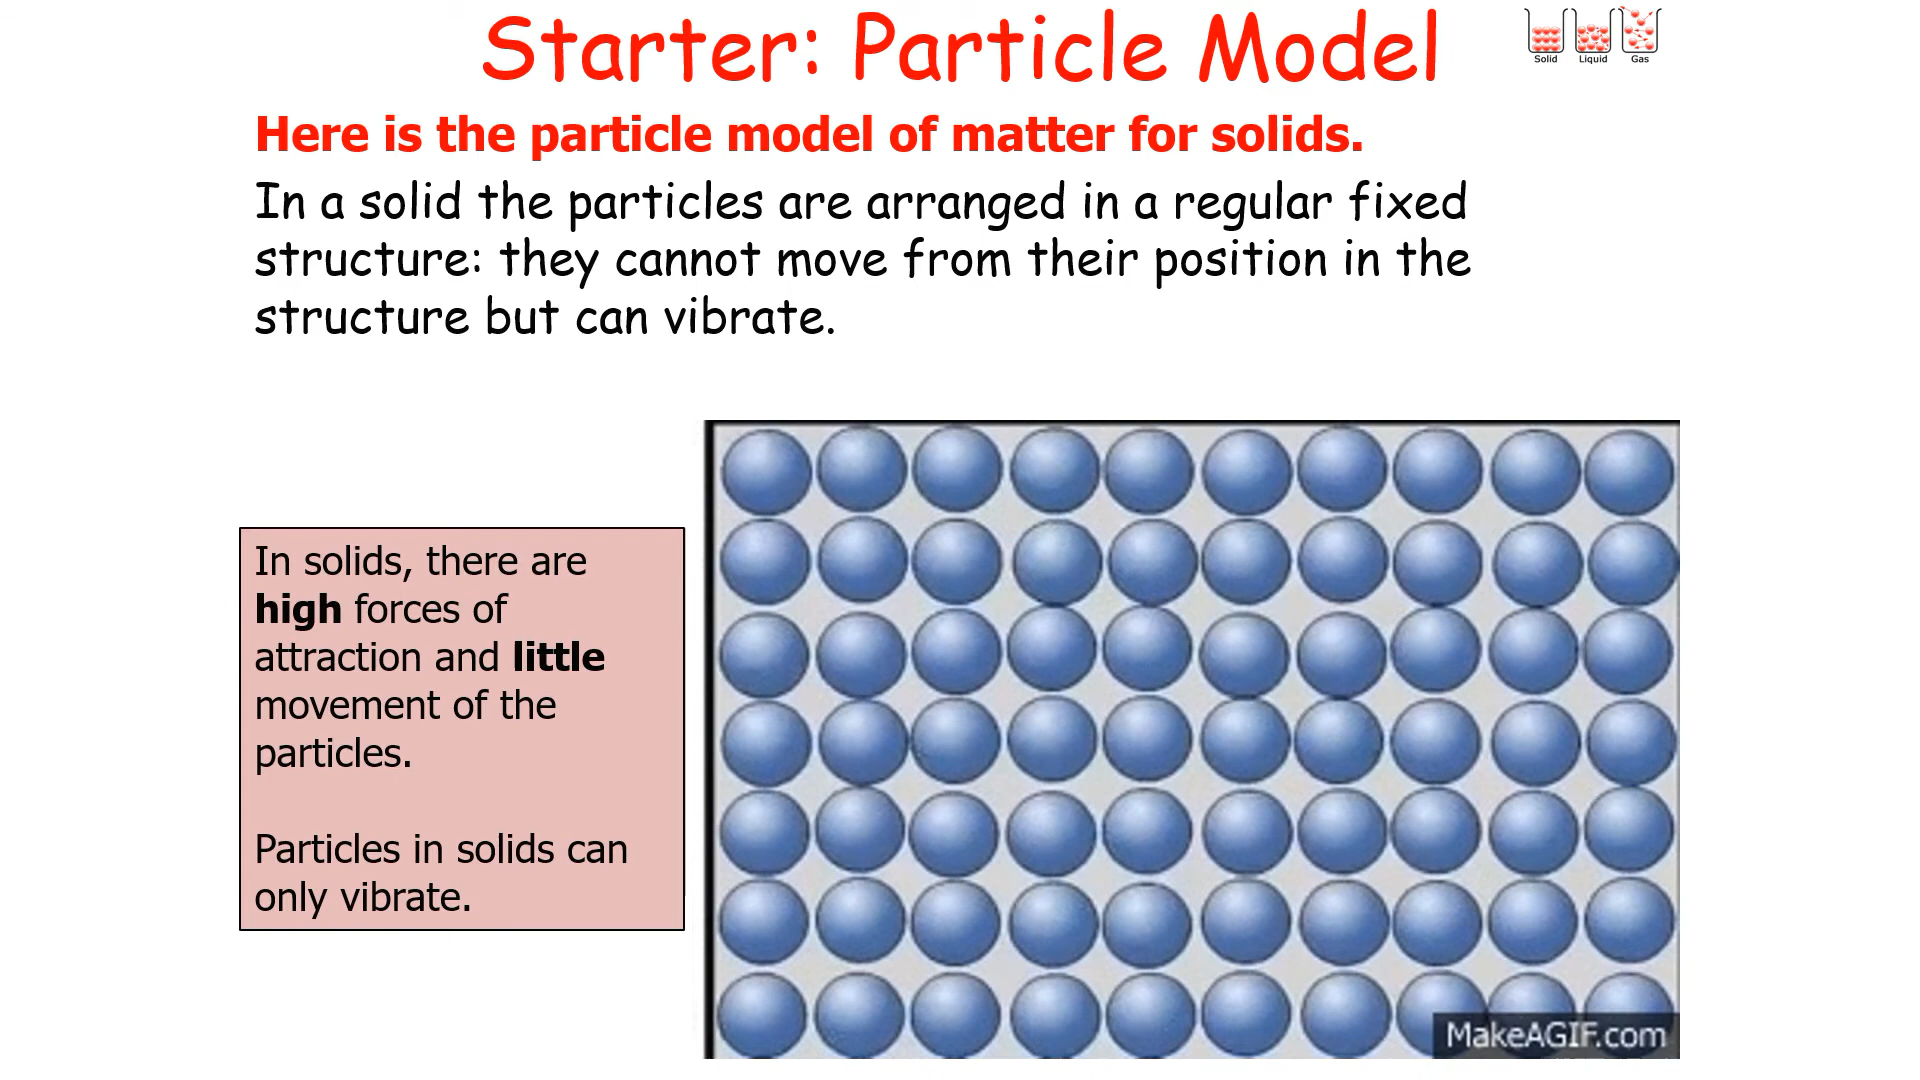 Starter: Particle Model
Solid Liquid Gas
Here is the particle model of matter for solids.
In a solid the particles are arranged in a regular fixed
structure: they cannot move from their position in the
structure but can vibrate.
In solids, there are
high forces of
attraction and little
movement of the
particles.
Particles in solids can
only vibrate.
MakeAGIF.com